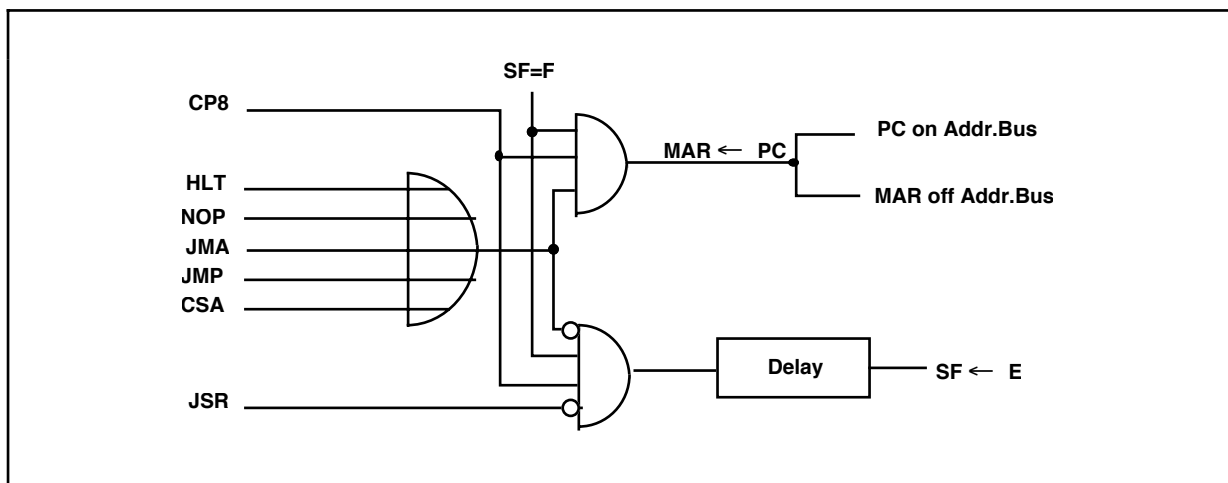 SF=F
CP8
PC on Addr.Bus
MAR ← PC
HLT
MAR off Addr.Bus
NOP
JMA
JMP
CSA
Delay
SF ← E
JSR